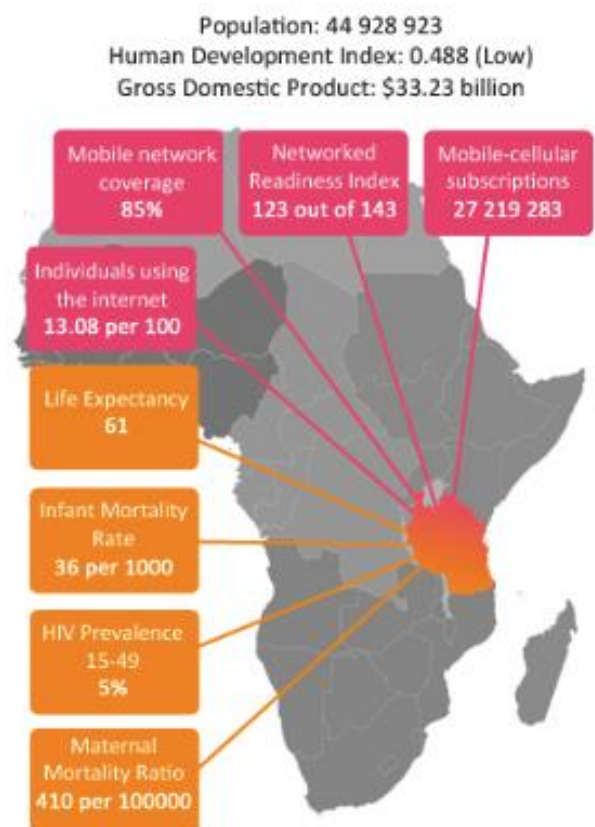 Population: 44 928 923
Human Development Index: 0.488 (Low)
Gross Domestic Product: $33.23 billion
Mobile network
coverage
85%
Networked
Readiness Index
123 out of 143
Mobile-cellular
subscriptions
27 219 283
Individuals using
the internet
13.08 per 100
Life Expectancy
61
Infant Mortality
Rate
36 per 1000
HIV Prevalence
15-49
5%
Maternal
Mortality Ratio
410 per 100000